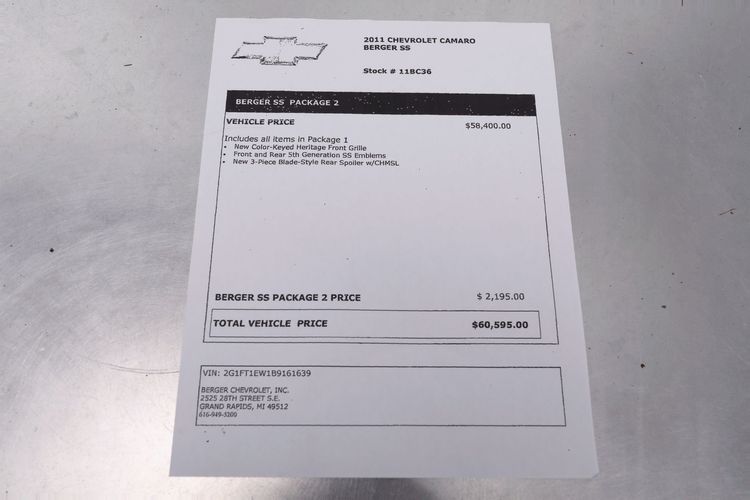 2011 CHEVROLET CAMARO
BERGER SS
Stock # 11BC36
BERGER SS PACKAGE 2
VEHICLE PRICE $58,400.00
Includes all items in Package 1
• New Color-Keyed Heritage Front Grille
• Front and Rear 5th Generation SS Emblems
• New 3-Piece Blade-Style Rear Spoiler w/CHMSL
BERGER SS PACKAGE 2 PRICE $ 2,195.00
TOTAL VEHICLE PRICE $60,595.00
VIN: 2G1FT1EW1B9161639
BERGER CHEVROLET, INC.
2525 28TH STREET S.E.
GRAND RAPIDS, MI 49512
616-949-5200